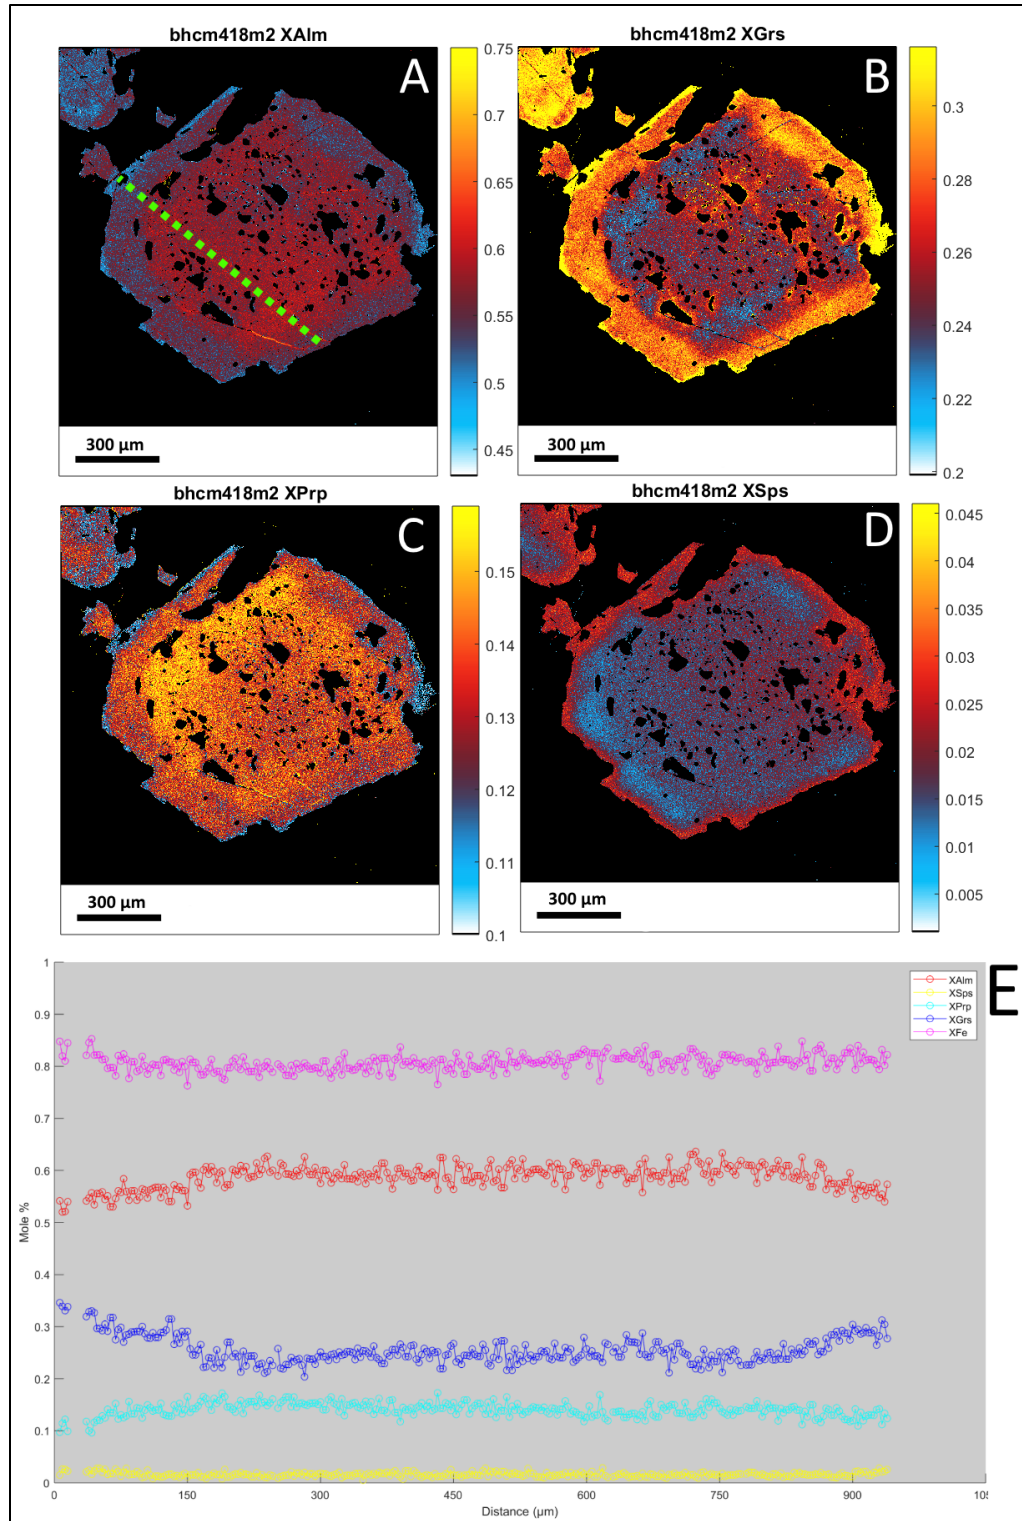 bhcm418m2 XAlm
A
0.75
0.7
0.65
0.6
0.55
0.5
0.45
300 µm
bhcm418m2 XGrs
B
0.3
0.28
0.26
0.24
0.22
0.2
300 µm
bhcm418m2 XPrp
C
0.15
0.14
0.13
0.12
0.11
0.1
300 µm
bhcm418m2 XSps
D
0.045
0.04
0.035
0.03
0.025
0.02
0.015
0.01
0.005
300 µm
E
XAlm
XSps
XPrp
XGrs
XFe
1
0.9
0.8
0.7
0.6
0.5
0.4
0.3
0.2
0.1
0
Mole %
0 150 300 450 600 750 900 105
Distance (µm)